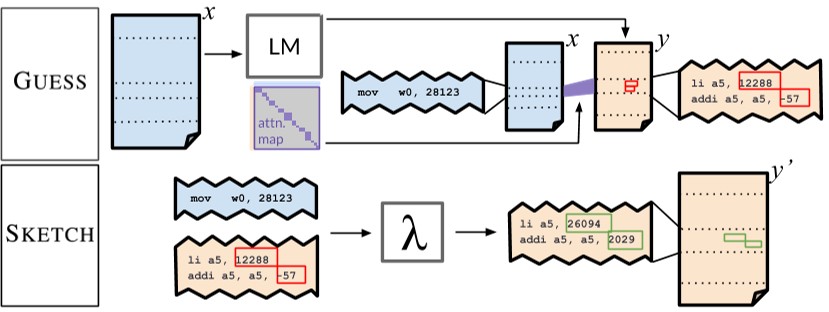 GUESS
x
LM
attn.
map
mov w0, 28123
x
y
li a5, 12288
addi a5, a5, -57
SKETCH
mov w0, 28123
li a5, 12288
addi a5, a5, -57
λ
li a5, 26094
addi a5, a5, 2029
y’